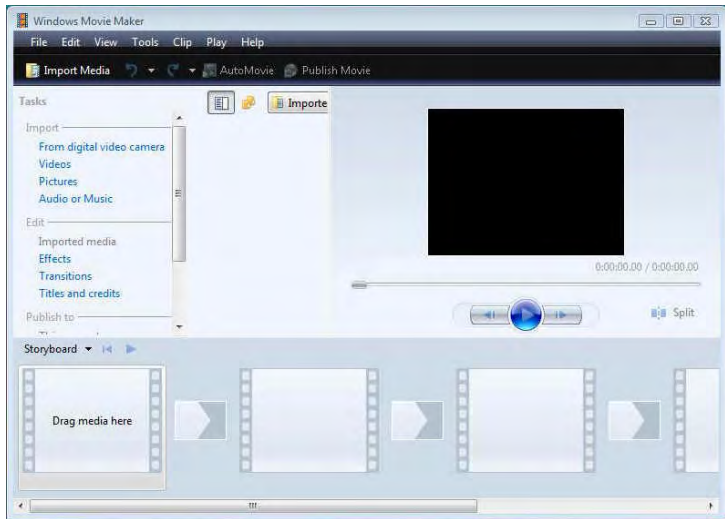 Windows Movie Maker
File Edit View Tools Clip Play Help
Import Media AutoMovie Publish Movie
Tasks
Importe
Import
From digital video camera
Videos
Pictures
Audio or Music
Edit
Imported media
Effects
Transitions
Titles and credits
Publish to
0:00:00.00 / 0:00:00.00
Split
Storyboard
Drag media here